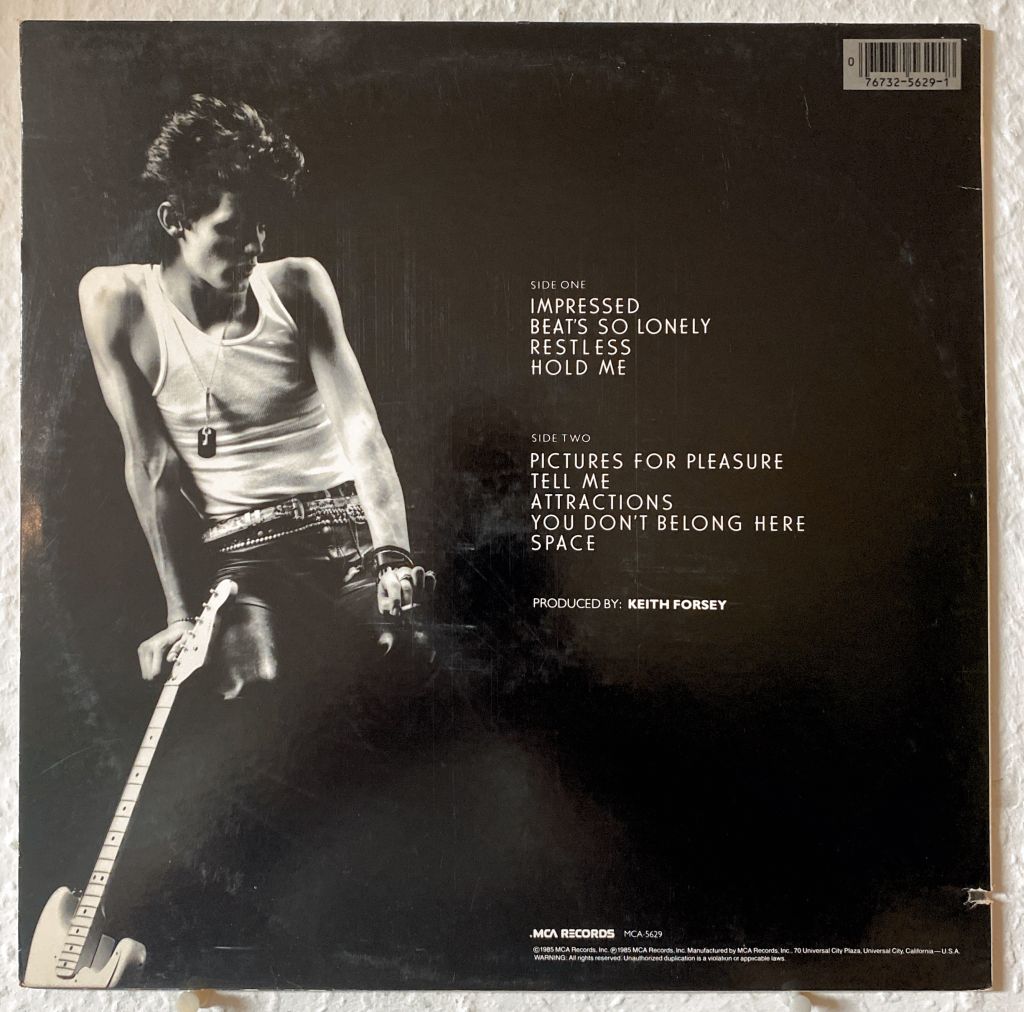 0
76732-5629-1
SIDE ONE
IMPRESSED
BEAT'S SO LONELY
RESTLESS
HOLD ME
SIDE TWO
PICTURES FOR PLEASURE
TELL ME
ATTRACTIONS
YOU DON'T BELONG HERE
SPACE
PRODUCED BY: KEITH FORSEY
.MCA RECORDS MCA-5629
©1985 MCA Records, Inc. ℗1985 MCA Records, Inc. Manufactured by MCA Records, Inc., 70 Universal City Plaza, Universal City, California—U.S.A.
WARNING: All rights reserved. Unauthorized duplication is a violation of applicable laws.